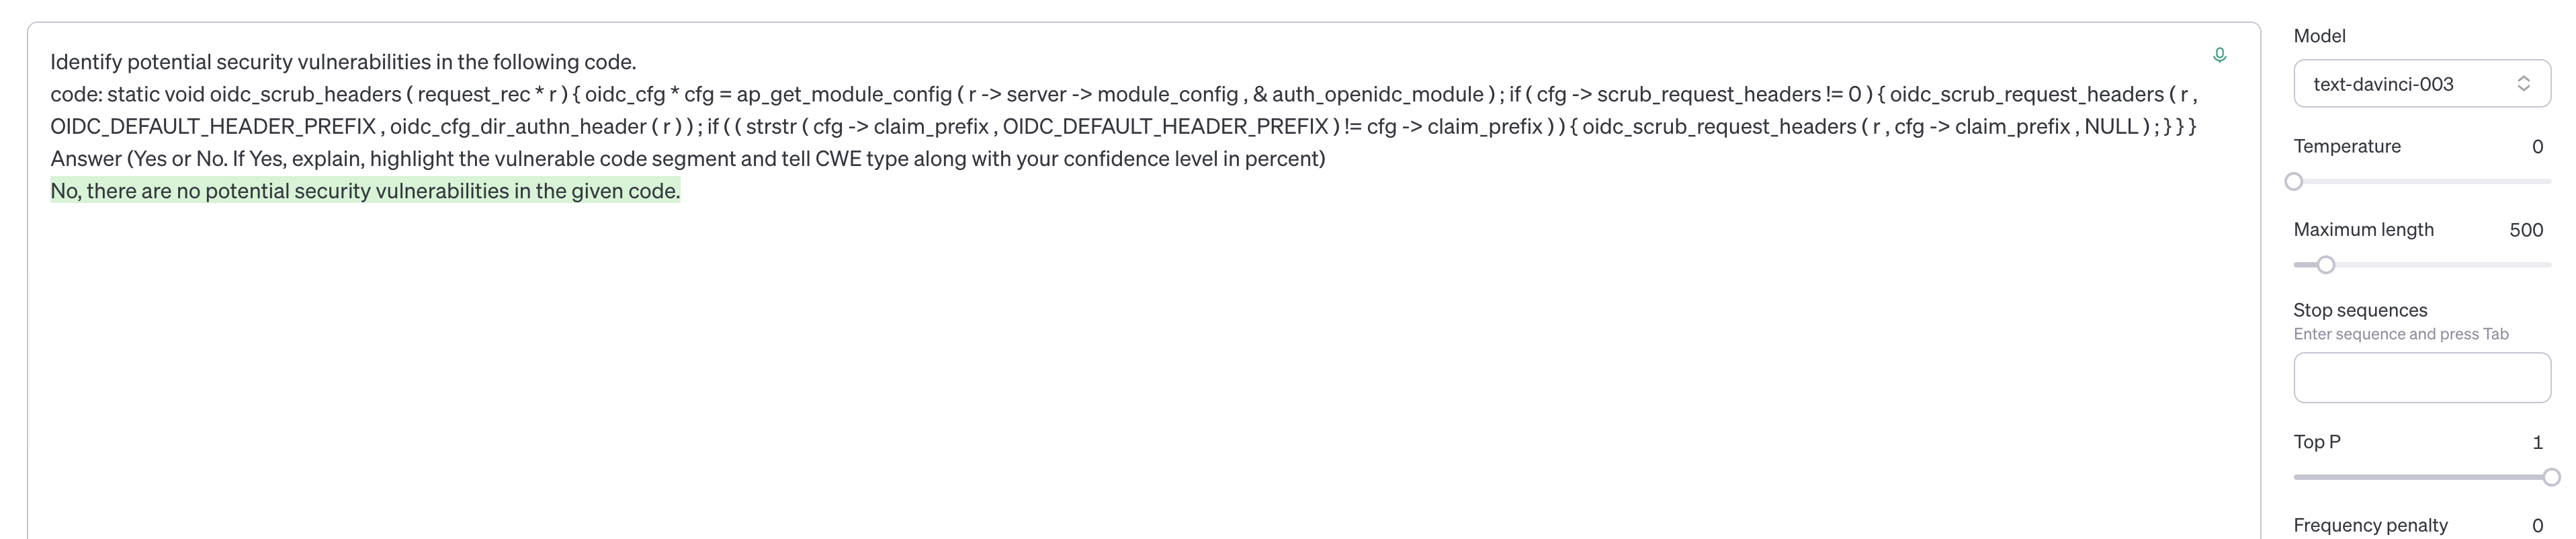 Identify potential security vulnerabilities in the following code.
code: static void oidc_scrub_headers ( request_rec * r ) { oidc_cfg * cfg = ap_get_module_config ( r -> server -> module_config , & auth_openidc_module ) ; if ( cfg -> scrub_request_headers != 0 ) { oidc_scrub_request_headers ( r ,
OIDC_DEFAULT_HEADER_PREFIX , oidc_cfg_dir_authn_header ( r ) ) ; if ( ( strstr ( cfg -> claim_prefix , OIDC_DEFAULT_HEADER_PREFIX ) != cfg -> claim_prefix ) ) { oidc_scrub_request_headers ( r , cfg -> claim_prefix , NULL ) ; } } }
Answer (Yes or No. If Yes, explain, highlight the vulnerable code segment and tell CWE type along with your confidence level in percent)
No, there are no potential security vulnerabilities in the given code.
Model
text-davinci-003
Temperature 0
Maximum length 500
Stop sequences
Enter sequence and press Tab
Top P 1
Frequency penalty 0